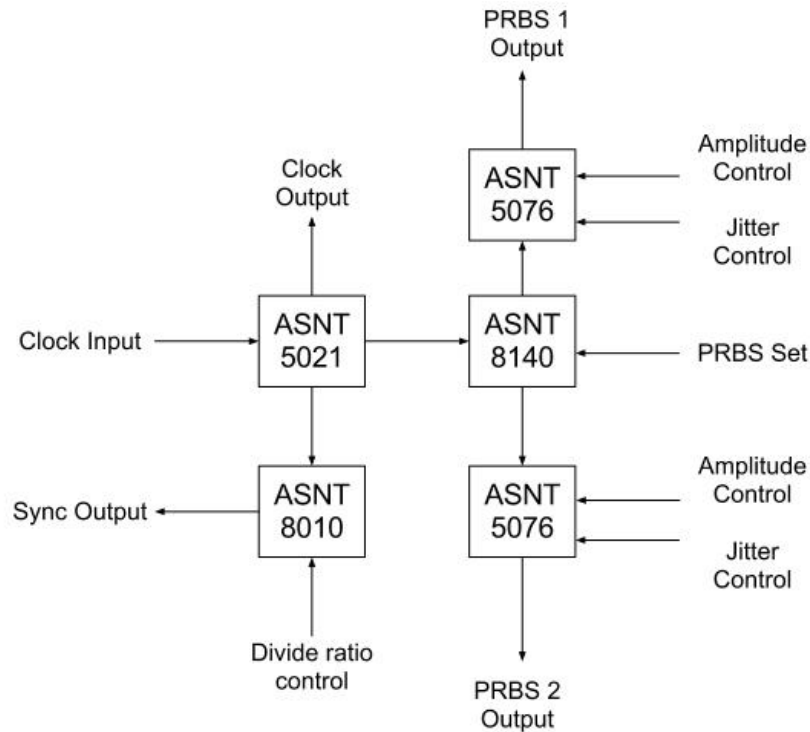 PRBS 1
Output
Clock
Output
ASNT
5076
Amplitude
Control
Jitter
Control
Clock Input
ASNT
5021
ASNT
8140
PRBS Set
Sync Output
ASNT
8010
ASNT
5076
Amplitude
Control
Jitter
Control
Divide ratio
control
PRBS 2
Output